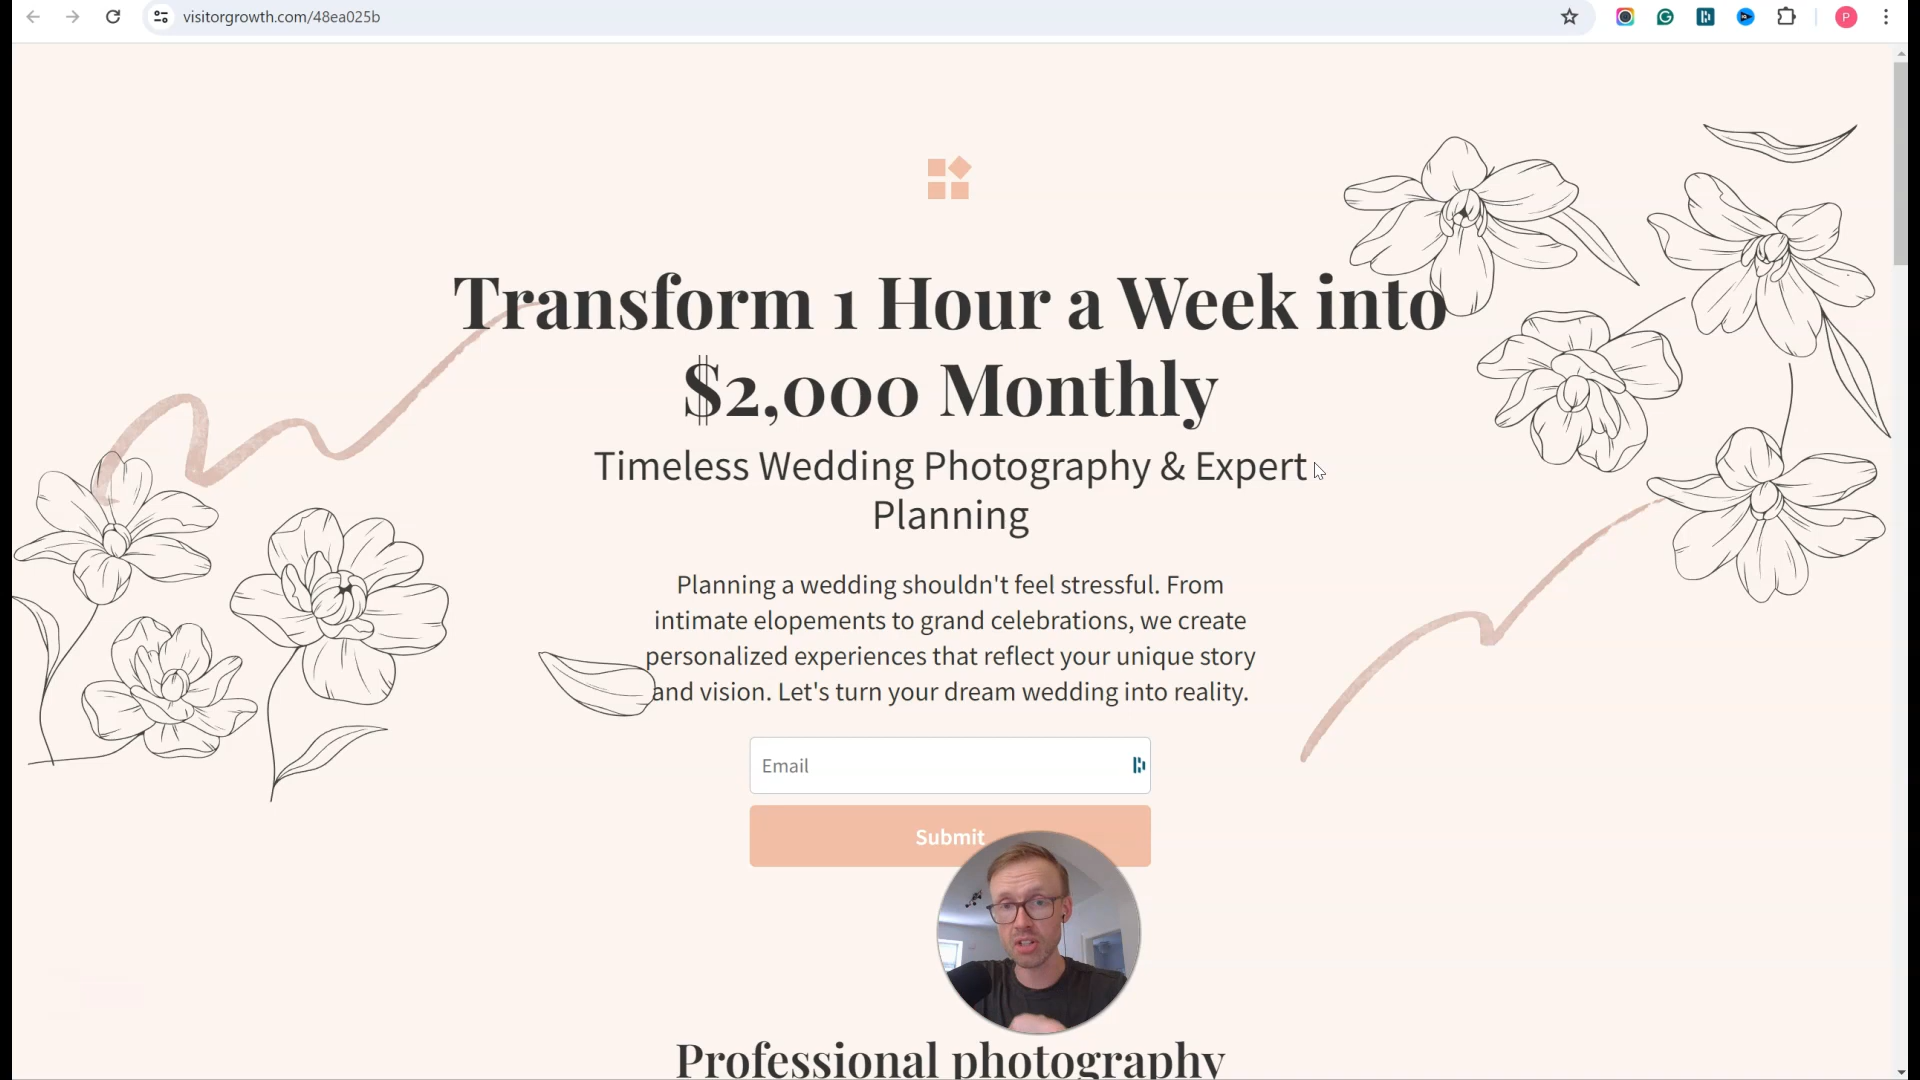 visitorgrowth.com/48ea025b
P
Transform 1 Hour a Week into
$2,000 Monthly
Timeless Wedding Photography & Expert
Planning
Planning a wedding shouldn't feel stressful. From
intimate elopements to grand celebrations, we create
personalized experiences that reflect your unique story
and vision. Let's turn your dream wedding into reality.
Email
Submit
Professional photography